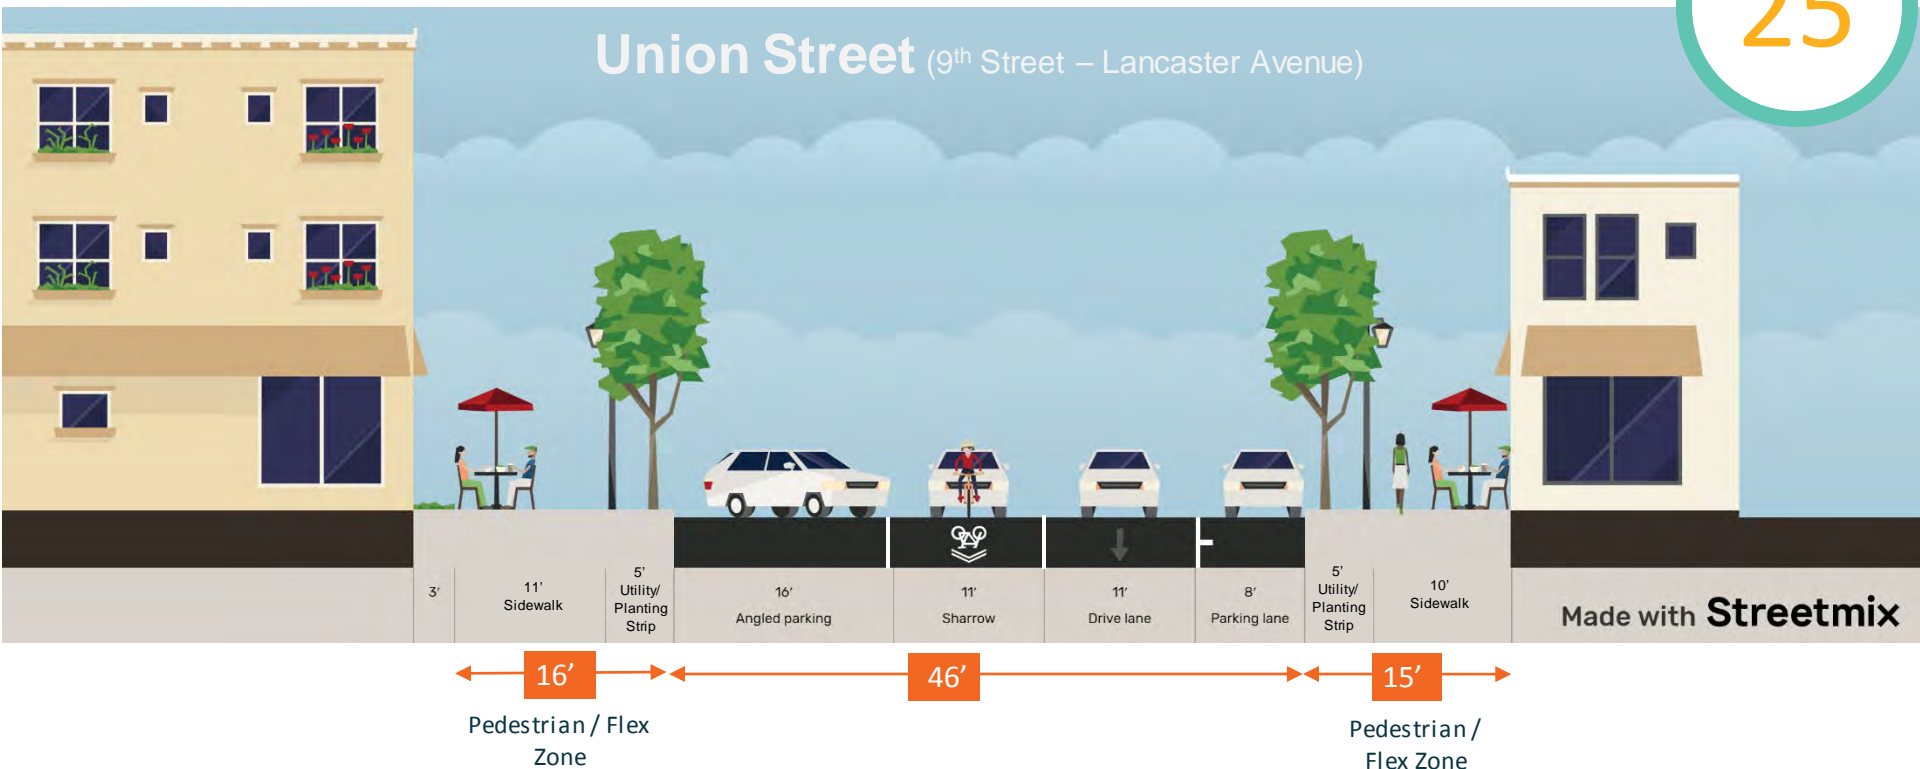 25
Union Street (9th Street – Lancaster Avenue)
3’
11’
Sidewalk
5’
Utility/
Planting
Strip
16’
Angled parking
11’
Sharrow
11’
Drive lane
8’
Parking lane
5’
Utility/
Planting
Strip
10’
Sidewalk
Made with Streetmix
16’
46’
15’
Pedestrian / Flex
Zone
Pedestrian /
Flex Zone